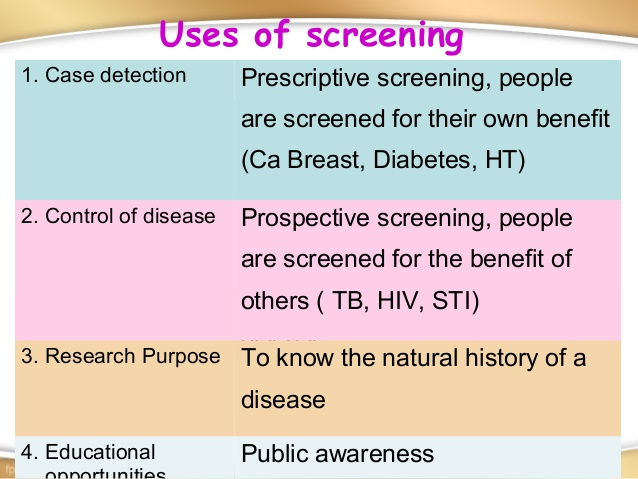 Uses of screening
1. Case detection
Prescriptive screening, people
are screened for their own benefit
(Ca Breast, Diabetes, HT)
2. Control of disease
Prospective screening, people
are screened for the benefit of
others ( TB, HIV, STI)
3. Research Purpose
To know the natural history of a
disease
4. Educational
opportunities
Public awareness